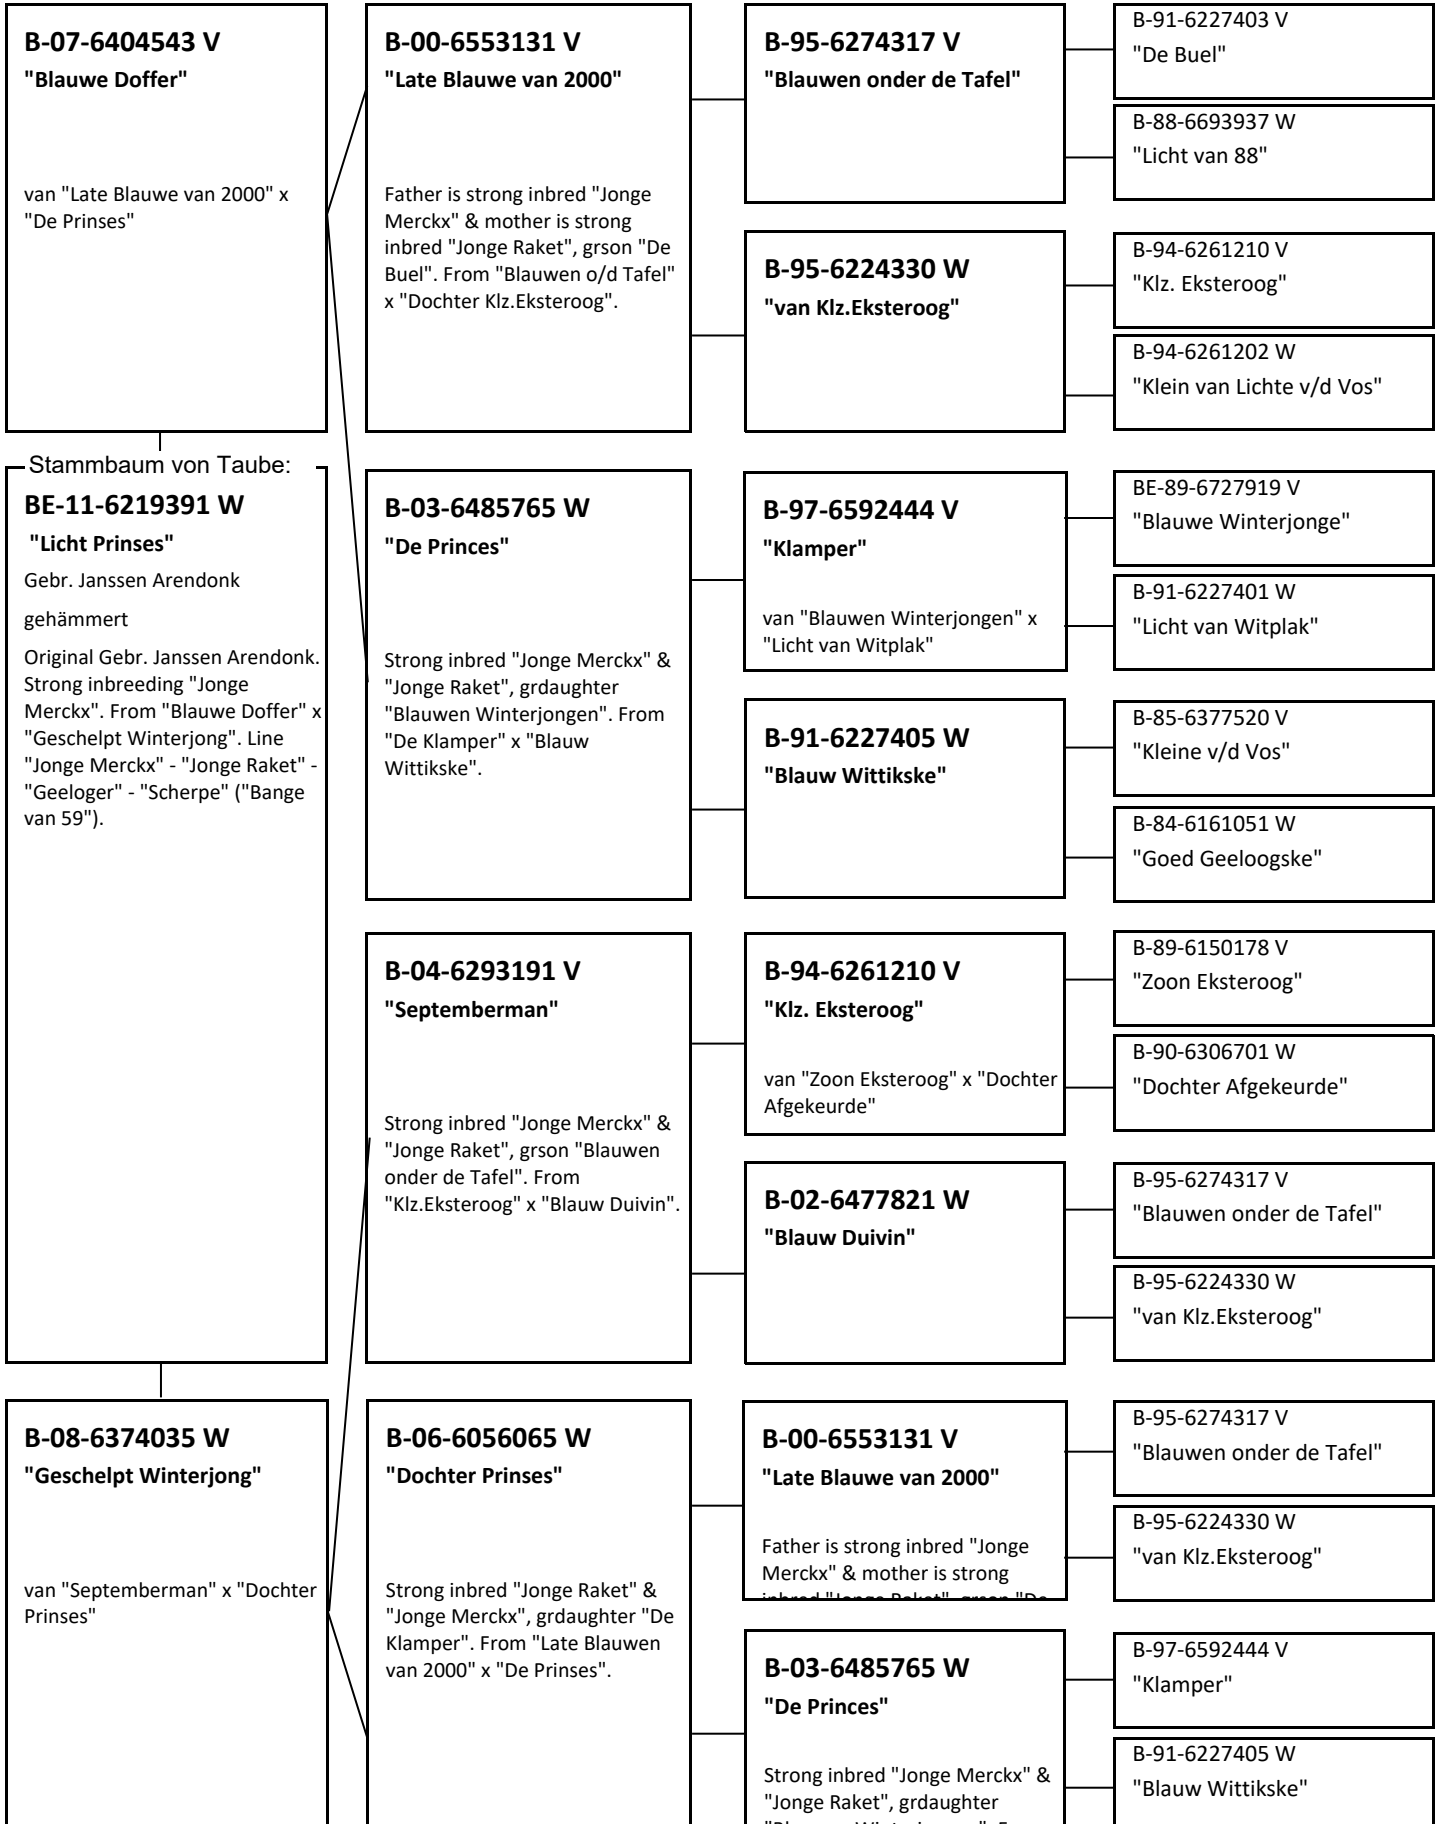 B-07-6404543 V
"Blauwe Doffer"
van "Late Blauwe van 2000" x
"De Prinses"
Stammbaum von Taube:
BE-11-6219391 W
"Licht Prinses"
Gebr. Janssen Arendonk
gehämmert
Original Gebr. Janssen Arendonk.
Strong inbreeding "Jonge
Merckx". From "Blauwe Doffer" x
"Geschelpt Winterjong". Line
"Jonge Merckx" - "Jonge Raket" -
"Geeloger" - "Scherpe" ("Bange
van 59").
B-08-6374035 W
"Geschelpt Winterjong"
van "Septemberman" x "Dochter
Prinses"
B-00-6553131 V
"Late Blauwe van 2000"
Father is strong inbred "Jonge
Merckx" & mother is strong
inbred "Jonge Raket", grson "De
Buel". From "Blauwen o/d Tafel"
x "Dochter Klz.Eksteroog".
B-03-6485765 W
"De Princes"
Strong inbred "Jonge Merckx" &
"Jonge Raket", grdaughter
"Blauwen Winterjongen". From
"De Klamper" x "Blauw
Wittikske".
B-04-6293191 V
"Septemberman"
Strong inbred "Jonge Merckx" &
"Jonge Raket", grson "Blauwen
onder de Tafel". From
"Klz.Eksteroog" x "Blauw Duivin".
B-06-6056065 W
"Dochter Prinses"
Strong inbred "Jonge Raket" &
"Jonge Merckx", grdaughter "De
Klamper". From "Late Blauwen
van 2000" x "De Prinses".
B-95-6274317 V
"Blauwen onder de Tafel"
B-95-6224330 W
"van Klz.Eksteroog"
B-97-6592444 V
"Klamper"
van "Blauwen Winterjongen" x
"Licht van Witplak"
B-91-6227405 W
"Blauw Wittikske"
B-94-6261210 V
"Klz. Eksteroog"
van "Zoon Eksteroog" x "Dochter
Afgekeurde"
B-02-6477821 W
"Blauw Duivin"
B-00-6553131 V
"Late Blauwe van 2000"
Father is strong inbred "Jonge
Merckx" & mother is strong
inbred "Jonge Raket", grson "De
B-03-6485765 W
"De Princes"
Strong inbred "Jonge Merckx" &
"Jonge Raket", grdaughter
B-91-6227403 V
"De Buel"
B-88-6693937 W
"Licht van 88"
B-94-6261210 V
"Klz. Eksteroog"
B-94-6261202 W
"Klein van Lichte v/d Vos"
BE-89-6727919 V
"Blauwe Winterjonge"
B-91-6227401 W
"Licht van Witplak"
B-85-6377520 V
"Kleine v/d Vos"
B-84-6161051 W
"Goed Geeloogske"
B-89-6150178 V
"Zoon Eksteroog"
B-90-6306701 W
"Dochter Afgekeurde"
B-95-6274317 V
"Blauwen onder de Tafel"
B-95-6224330 W
"van Klz.Eksteroog"
B-95-6274317 V
"Blauwen onder de Tafel"
B-95-6224330 W
"van Klz.Eksteroog"
B-97-6592444 V
"Klamper"
B-91-6227405 W
"Blauw Wittikske"